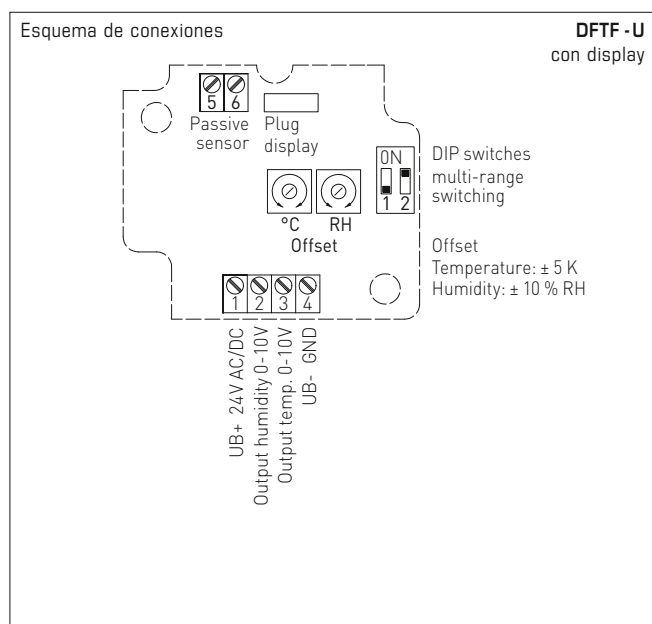 Esquema de conexiones
DFTF -U
con display
5 6
Passive
sensor
Plug
display
ON
1 2
DIP switches
multi-range
switching
°C
RH
Offset
Offset
Temperature: ± 5 K
Humidity: ± 10 % RH
1 2 3 4
UB+ 24V AC/DC
Output humidity 0-10V
Output temp. 0-10V
UB- GND